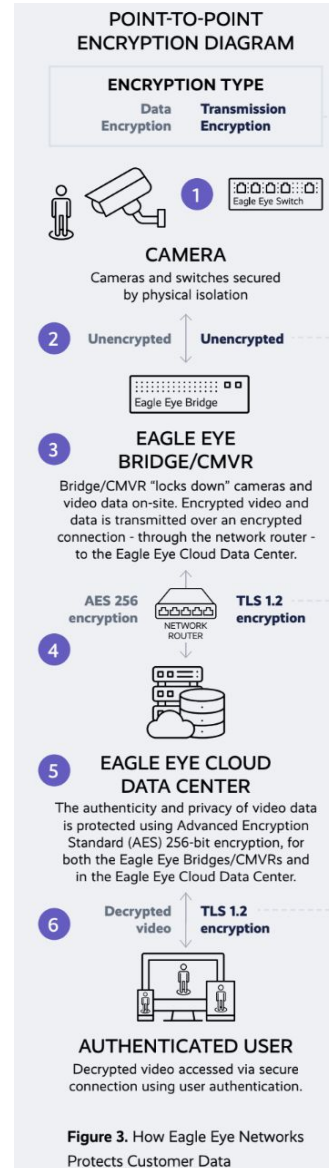 POINT-TO-POINT
ENCRYPTION DIAGRAM
ENCRYPTION TYPE
Data Transmission
Encryption Encryption
1
Eagle Eye Switch
CAMERA
Cameras and switches secured
by physical isolation
2 Unencrypted Unencrypted
Eagle Eye Bridge
3 EAGLE EYE
BRIDGE/CMVR
Bridge/CMVR “locks down” cameras and
video data on-site. Encrypted video and
data is transmitted over an encrypted
connection - through the network router -
to the Eagle Eye Cloud Data Center.
AES 256 TLS 1.2
encryption encryption
NETWORK
ROUTER
4
5 EAGLE EYE CLOUD
DATA CENTER
The authenticity and privacy of video data
is protected using Advanced Encryption
Standard (AES) 256-bit encryption, for
both the Eagle Eye Bridges/CMVRs and
in the Eagle Eye Cloud Data Center.
6 Decrypted TLS 1.2
video encryption
AUTHENTICATED USER
Decrypted video accessed via secure
connection using user authentication.
Figure 3. How Eagle Eye Networks
Protects Customer Data